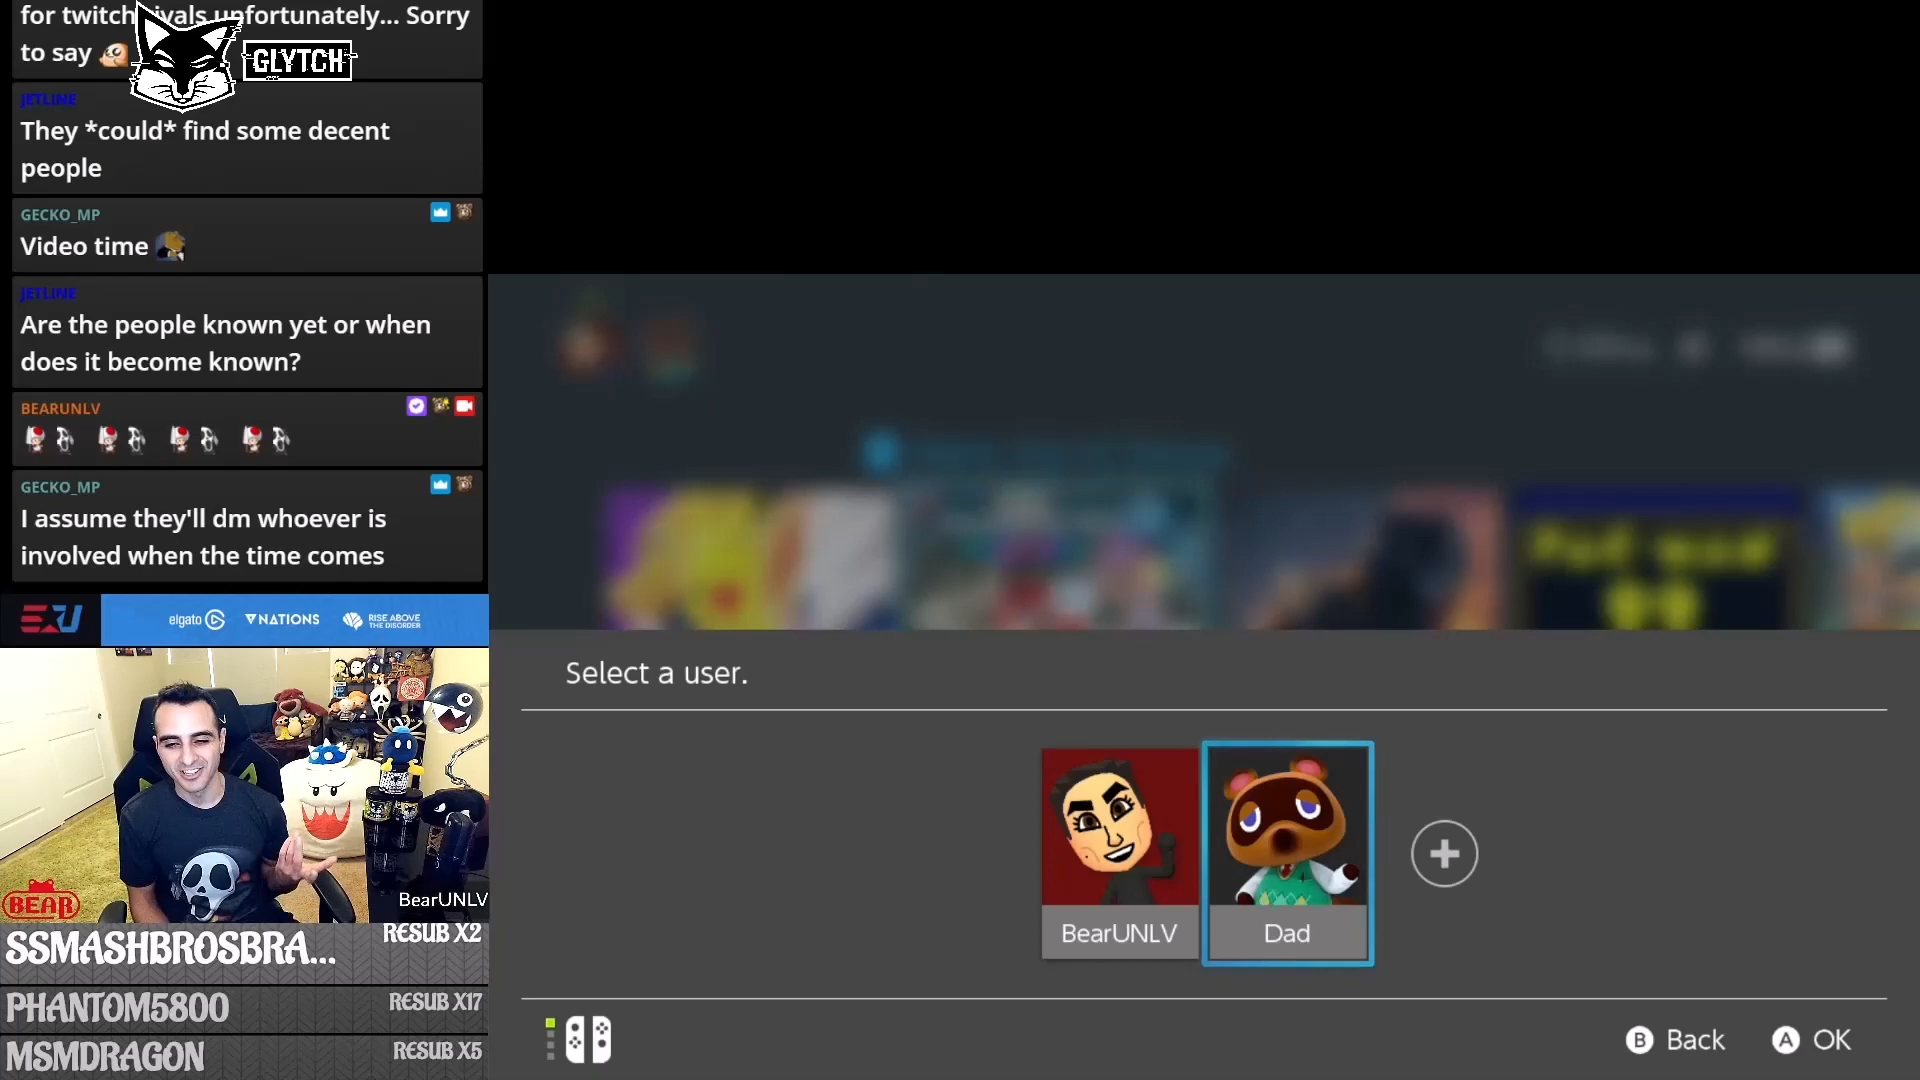 for twitch rivals unfortunately... Sorry
to say
GLYTCH
JETLINE
They *could* find some decent
people
GECKO_MP
Video time
JETLINE
Are the people known yet or when
does it become known?
BEARUNLV
GECKO_MP
I assume they'll dm whoever is
involved when the time comes
EXU
elgato
NATIONS
RISE ABOVE
THE DISORDER
BEAR
BearUNLV
SSMASHBROSBRA...
RESUB X2
PHANTOM5800
RESUB X17
MSMDRAGON
RESUB X5
Select a user.
BearUNLV
Dad
B Back
A OK